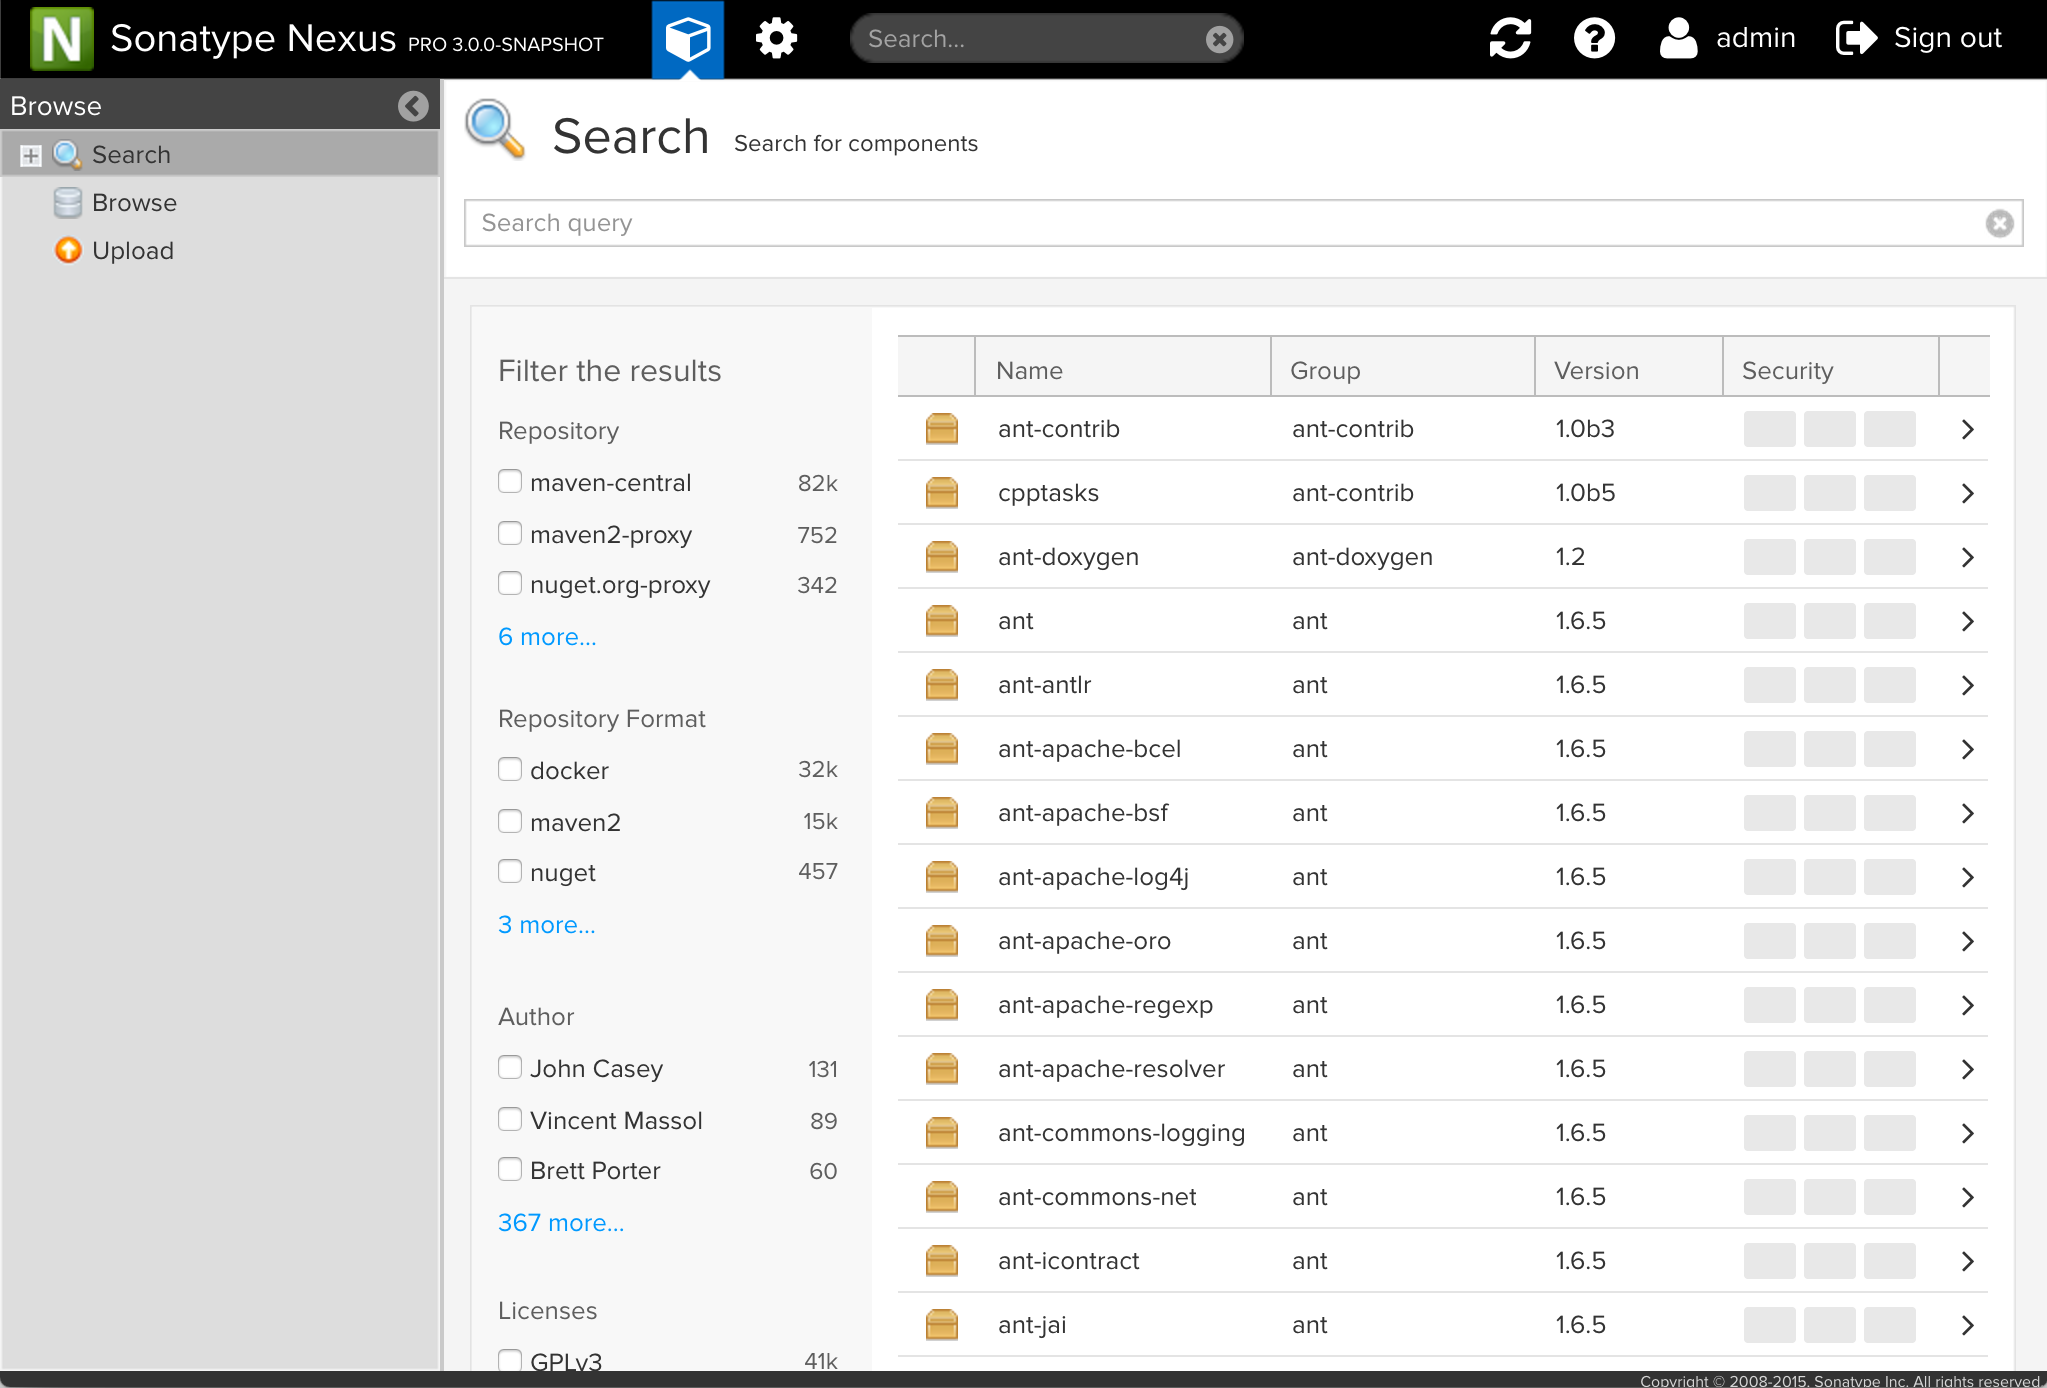 Sonatype Nexus PRO 3.0.0-SNAPSHOT
Search...
admin
Sign out
Browse
Search
Browse
Upload
Search Search for components
Search query
Filter the results
Repository
maven-central 82k
maven2-proxy 752
nuget.org-proxy 342
6 more...
Repository Format
docker 32k
maven2 15k
nuget 457
3 more...
Author
John Casey 131
Vincent Massol 89
Brett Porter 60
367 more...
Licenses
GPLv3 41k
Name Group Version Security
ant-contrib ant-contrib 1.0b3
cpptasks ant-contrib 1.0b5
ant-doxygen ant-doxygen 1.2
ant ant 1.6.5
ant-antlr ant 1.6.5
ant-apache-bcel ant 1.6.5
ant-apache-bsf ant 1.6.5
ant-apache-log4j ant 1.6.5
ant-apache-oro ant 1.6.5
ant-apache-regexp ant 1.6.5
ant-apache-resolver ant 1.6.5
ant-commons-logging ant 1.6.5
ant-commons-net ant 1.6.5
ant-icontract ant 1.6.5
ant-jai ant 1.6.5
Copyright © 2008-2015, Sonatype Inc. All rights reserved.